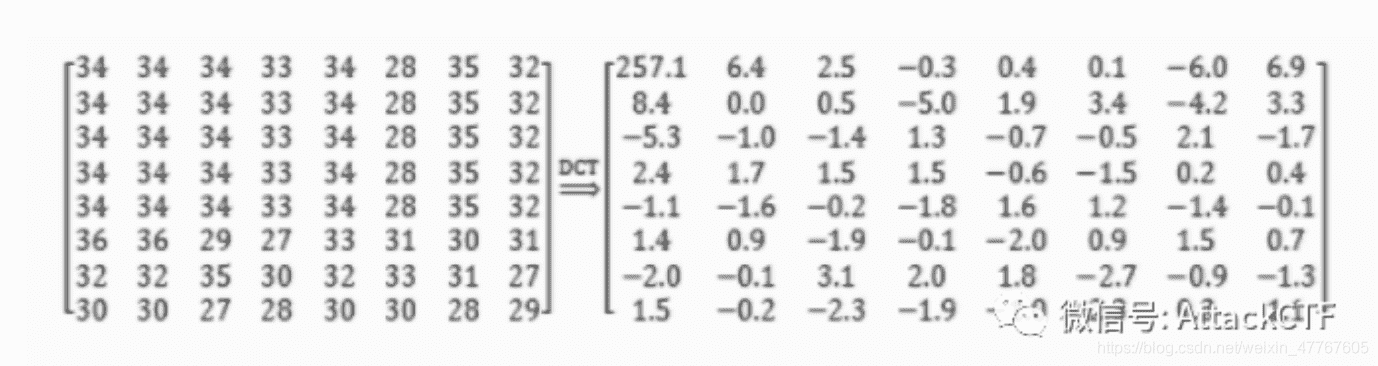 34 34 34 33 34 28 35 32 257.1 6.4 2.5 −0.3 0.4 0.1 −6.0 6.9
34 34 34 33 34 28 35 32 8.4 0.0 0.5 −5.0 1.9 3.4 −4.2 3.3
34 34 34 33 34 28 35 32 −5.3 −1.0 −1.4 1.3 −0.7 −0.5 2.1 −1.7
34 34 34 33 34 28 35 32 DCT ⟹ 2.4 1.7 1.5 1.5 −0.6 −1.5 0.2 0.4
34 34 34 33 34 28 35 32 −1.1 −1.6 −0.2 −1.8 1.6 1.2 −1.4 −0.1
36 36 29 27 33 31 30 31 1.4 0.9 −1.9 −0.1 −2.0 0.9 1.5 0.7
32 32 35 30 32 33 31 27 −2.0 −0.1 3.1 2.0 1.8 −2.7 −0.9 −1.3
30 30 27 28 30 30 28 29 1.5 −0.2 −2.3 −1.9
微信号: AttackCTF
https://blog.csdn.net/weixin_47767605